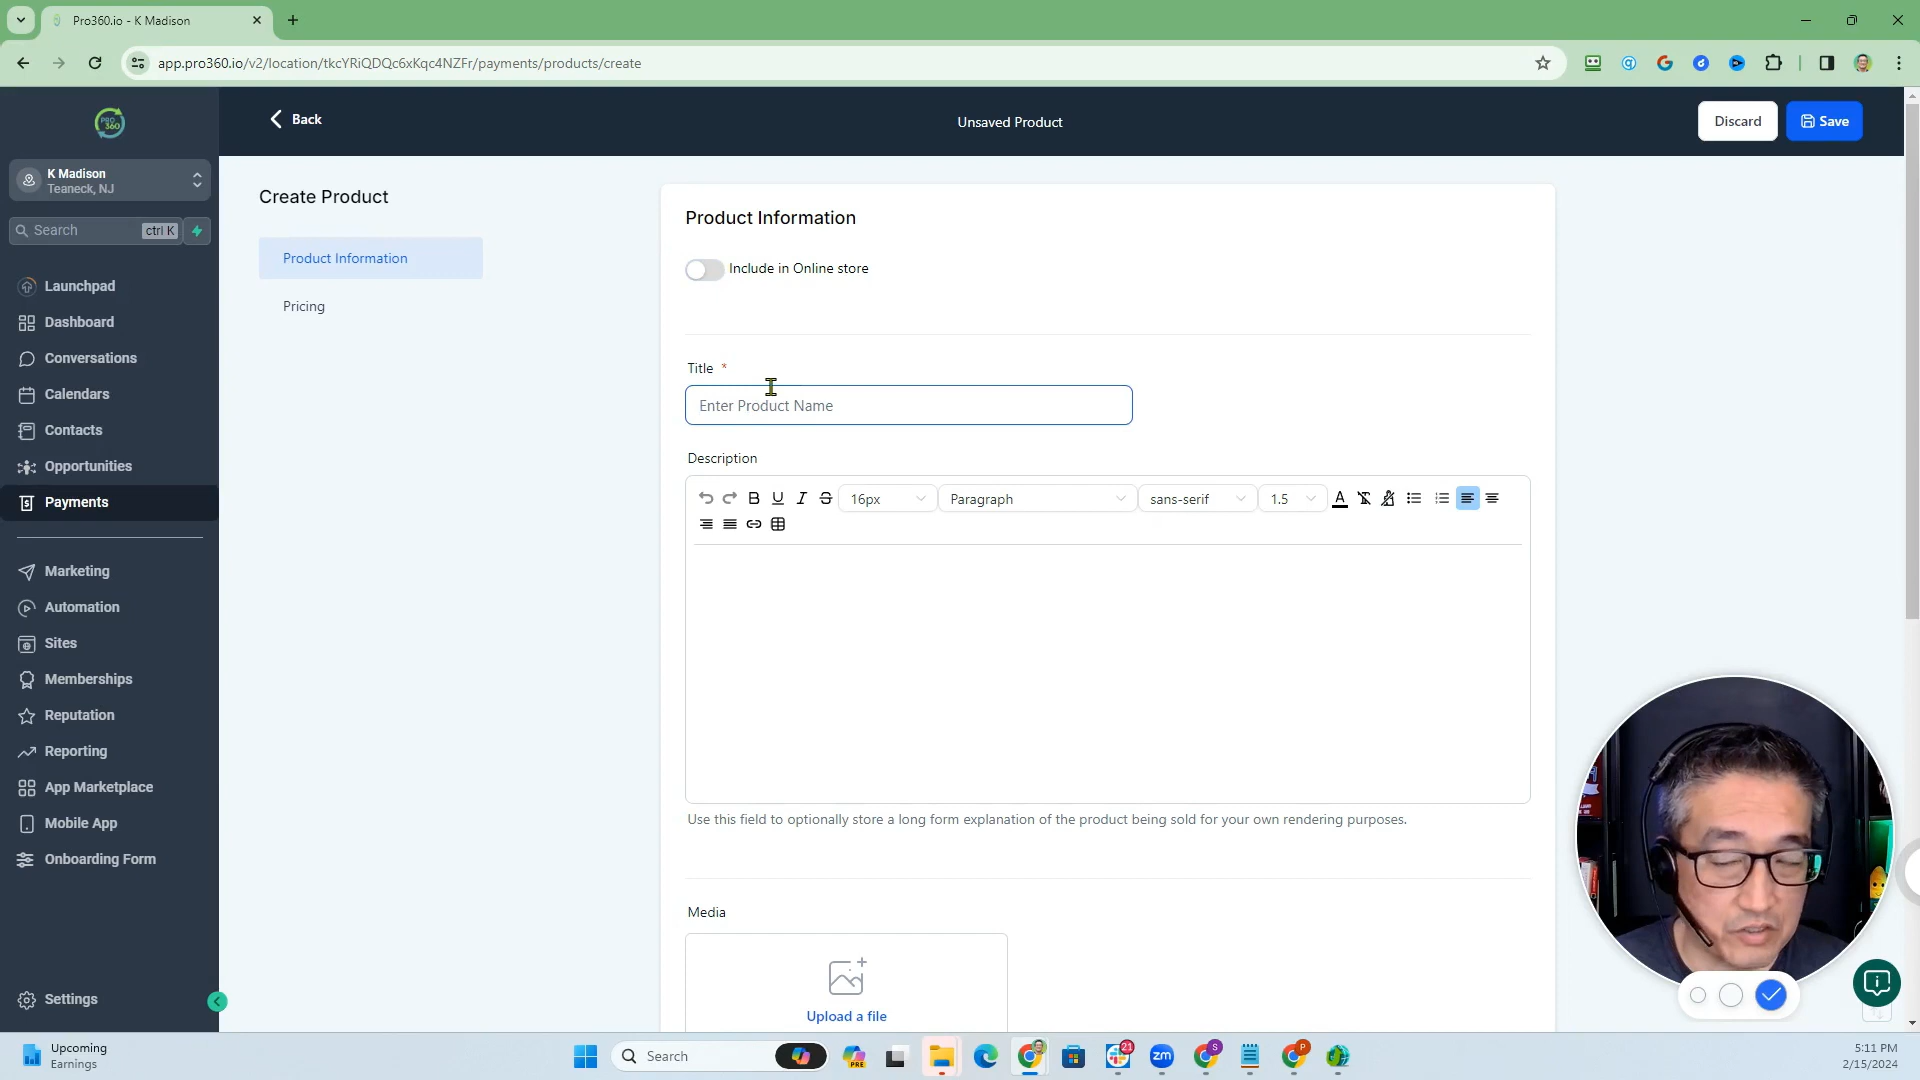 Pro360.io - K Madison
app.pro360.io/v2/location/tkcYRiQDQc6xKqc4NZFr/payments/products/create
PRO
360
Back
Unsaved Product
Discard
Save
K Madison
Teaneck, NJ
Search
ctrl K
Launchpad
Dashboard
Conversations
Calendars
Contacts
Opportunities
Payments
Marketing
Automation
Sites
Memberships
Reputation
Reporting
App Marketplace
Mobile App
Onboarding Form
Settings
Create Product
Product Information
Pricing
Product Information
Include in Online store
Title *
Enter Product Name
Description
16px
Paragraph
sans-serif
1.5
Use this field to optionally store a long form explanation of the product being sold for your own rendering purposes.
Media
Upload a file
Upcoming
Earnings
Search
PRE
21
zm
S
P
5:11 PM
2/15/2024